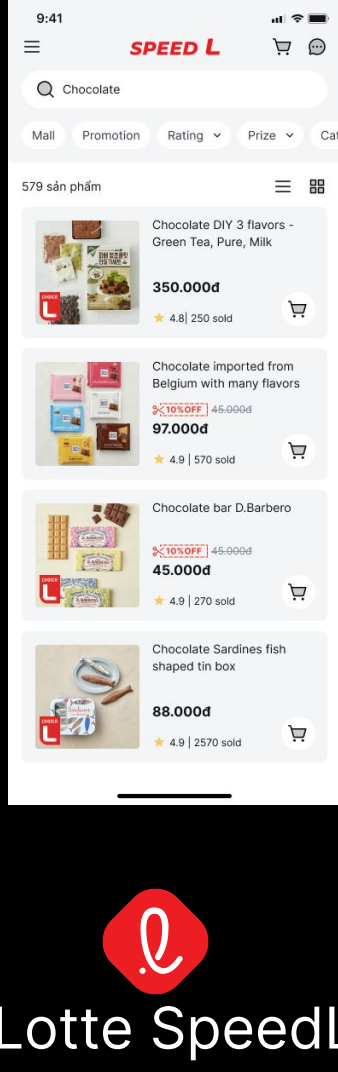 9:41
SPEED L
Chocolate
Mall
Promotion
Rating
Prize
Cat
579 sản phẩm
Chocolate DIY 3 flavors -
Green Tea, Pure, Milk
350.000đ
4.8| 250 sold
CHOICE
L
Chocolate imported from
Belgium with many flavors
10%OFF 45.000đ
97.000đ
4.9 | 570 sold
Chocolate bar D.Barbero
10%OFF 45.000đ
45.000đ
4.9 | 270 sold
CHOICE
L
Chocolate Sardines fish
shaped tin box
88.000đ
4.9 | 2570 sold
CHOICE
L
Lotte SpeedL